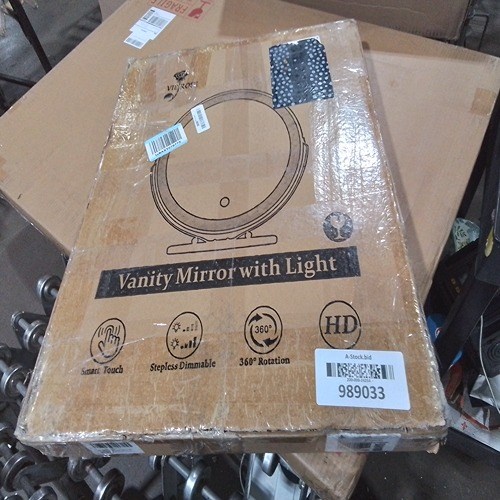 Vanity Mirror with Light
Smart Touch
Stepless Dimmable
360°
360° Rotation
HD
A-Stock.bid
989033